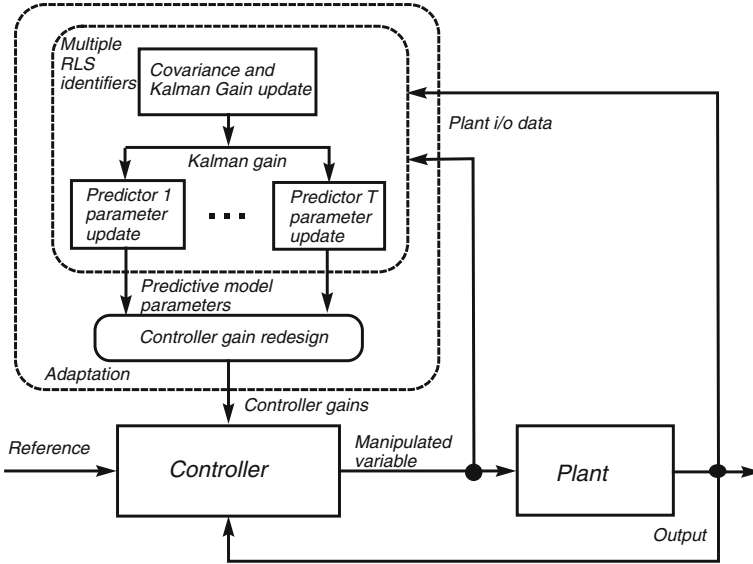 Multiple
RLS
identifiers
Covariance and
Kalman Gain update
Plant i/o data
Kalman gain
Predictor 1
parameter
update
Predictor T
parameter
update
Predictive model
parameters
Controller gain redesign
Adaptation
Controller gains
Reference
Controller
Manipulated
variable
Plant
Output